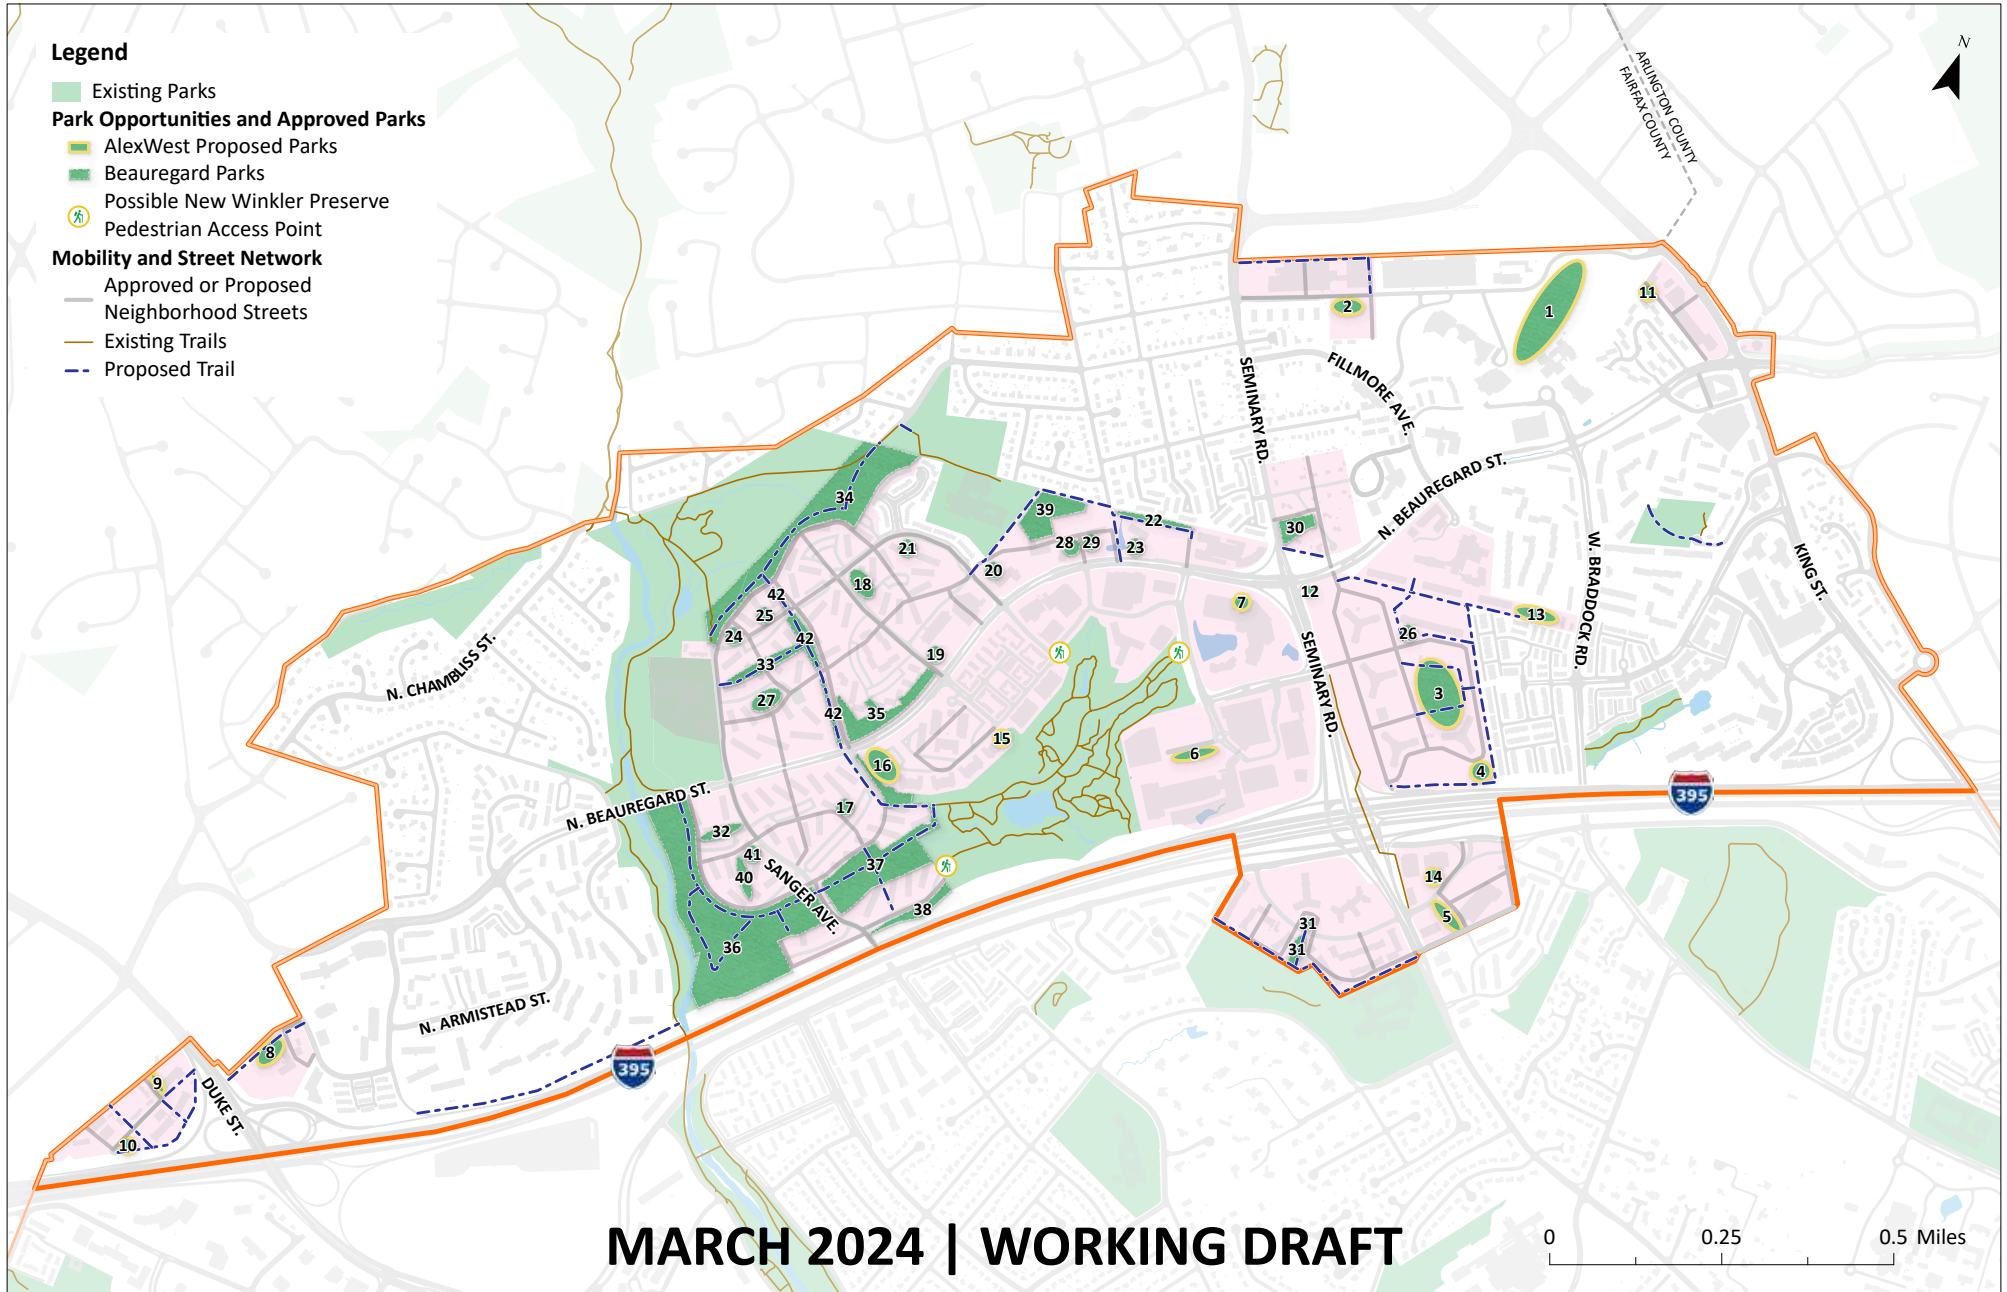 Legend
Existing Parks
Park Opportunities and Approved Parks
AlexWest Proposed Parks
Beauregard Parks
Possible New Winkler Preserve
Pedestrian Access Point
Mobility and Street Network
Approved or Proposed
Neighborhood Streets
Existing Trails
Proposed Trail
N
ARLINGTON COUNTY
FAIRFAX COUNTY
1
2
11
SEMINARY RD.
FILLMORE AVE.
N. BEAUREGARD ST.
W. BRADDOCK RD.
KING ST.
34
39
22
30
28
29
23
21
20
18
42
25
12
7
13
24
42
26
33
19
SEMINARY RD.
N. CHAMBLISS ST.
27
3
42
35
15
16
6
4
395
N. BEAUREGARD ST.
17
32
41
40
SANGER AVE.
37
14
38
5
31
31
36
N. ARMISTEAD ST.
8
395
9
DUKE ST.
10
MARCH 2024 | WORKING DRAFT
0
0.25
0.5 Miles